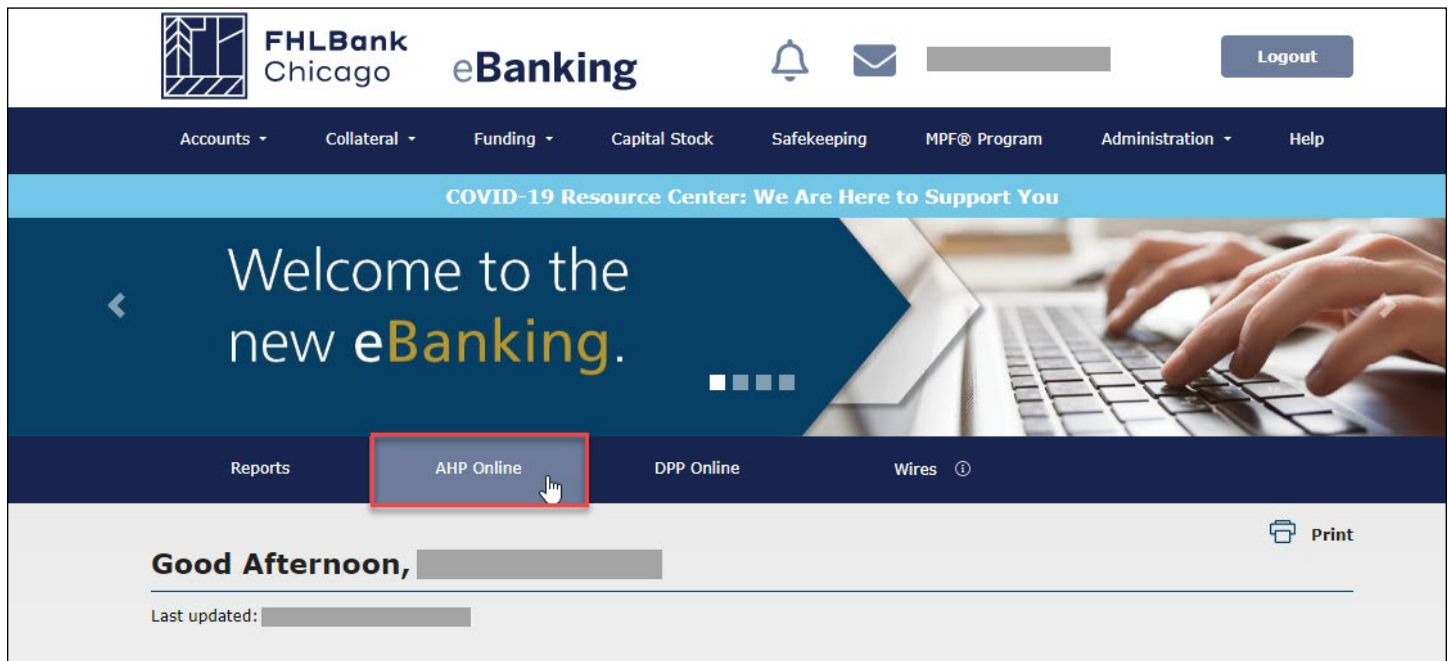 FHLBank
Chicago
eBanking
Logout
Accounts Collateral Funding Capital Stock Safekeeping MPF® Program Administration Help
COVID-19 Resource Center: We Are Here to Support You
Welcome to the
new eBanking.
Reports AHP Online DPP Online Wires
Print
Good Afternoon,
Last updated: